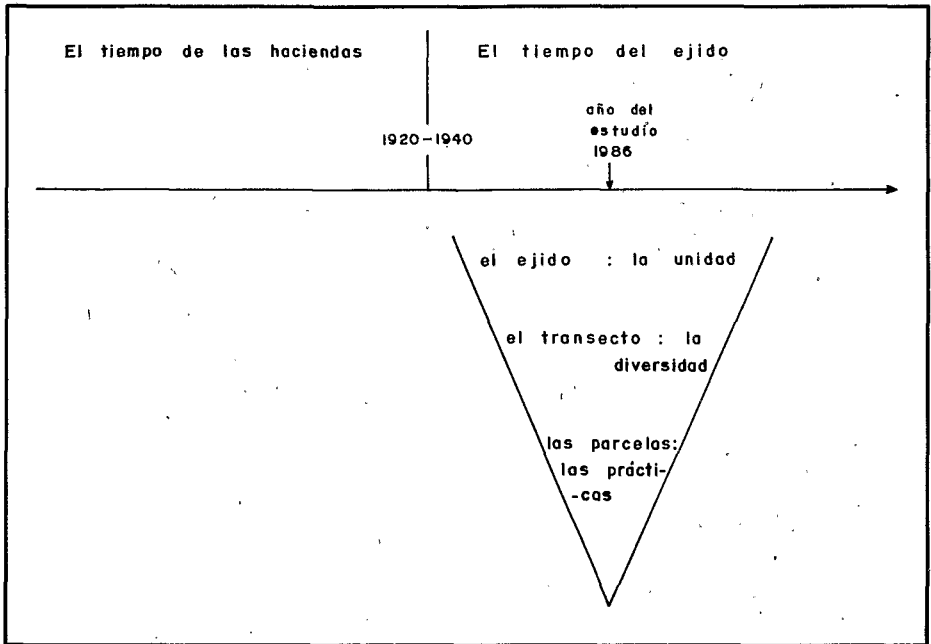 El tiempo de las haciendas
El tiempo del ejido
año del
estudío
1986
1920-1940
el ejido : la unidad
el transecto : la
diversidad
las parcelas:
las prácti-
-cas